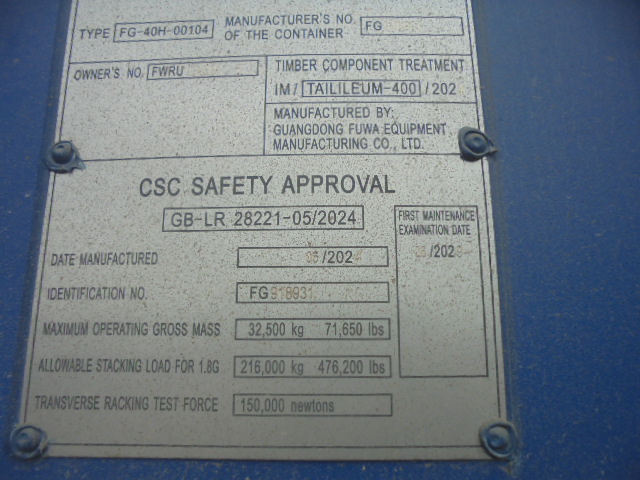 TYPE FG-40H-00104
MANUFACTURER'S NO.
OF THE CONTAINER FG
OWNER'S NO. FWRU
TIMBER COMPONENT TREATMENT
IM / TAILILEUM-400 / 202
MANUFACTURED BY:
GUANGDONG FUWA EQUIPMENT
MANUFACTURING CO., LTD.
CSC SAFETY APPROVAL
GB-LR 28221-05/2024
FIRST MAINTENANCE
EXAMINATION DATE
/202
DATE MANUFACTURED /202
IDENTIFICATION NO. FG918931
MAXIMUM OPERATING GROSS MASS 32,500 kg 71,650 lbs
ALLOWABLE STACKING LOAD FOR 1.8G 216,000 kg 476,200 lbs
TRANSVERSE RACKING TEST FORCE 150,000 newtons